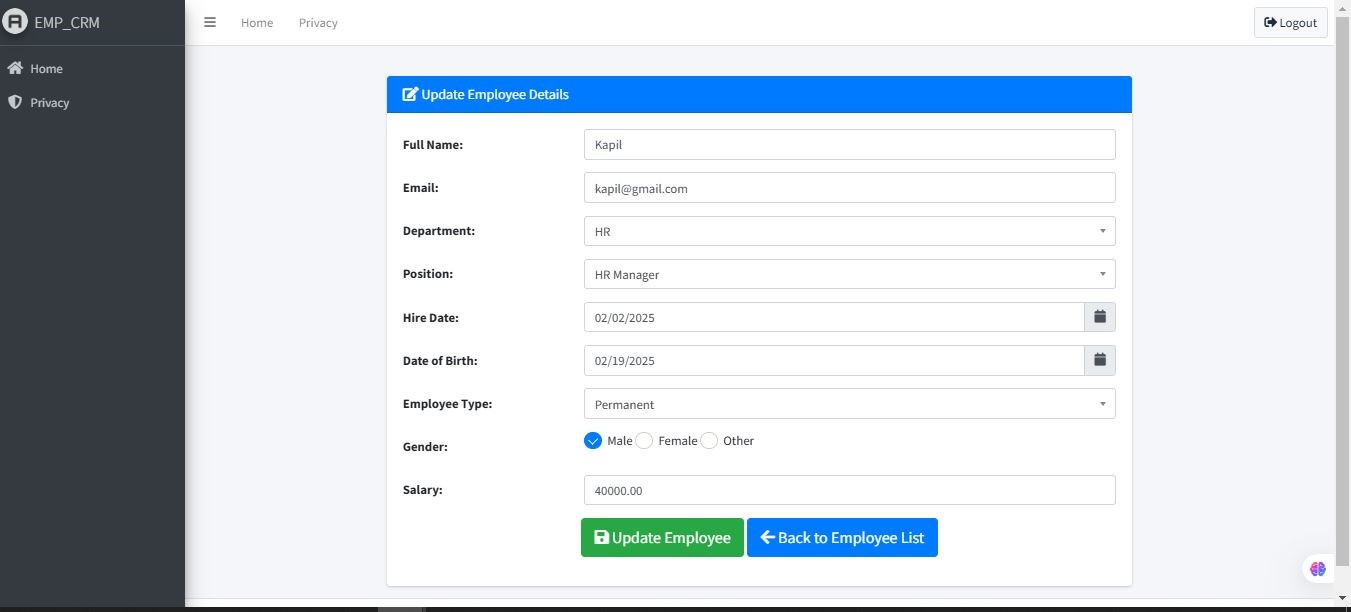 EMP_CRM
Home
Privacy
Home Privacy
Logout
Update Employee Details
Full Name: Kapil
Email: kapil@gmail.com
Department: HR
Position: HR Manager
Hire Date: 02/02/2025
Date of Birth: 02/19/2025
Employee Type: Permanent
Gender: Male Female Other
Salary: 40000.00
Update Employee Back to Employee List